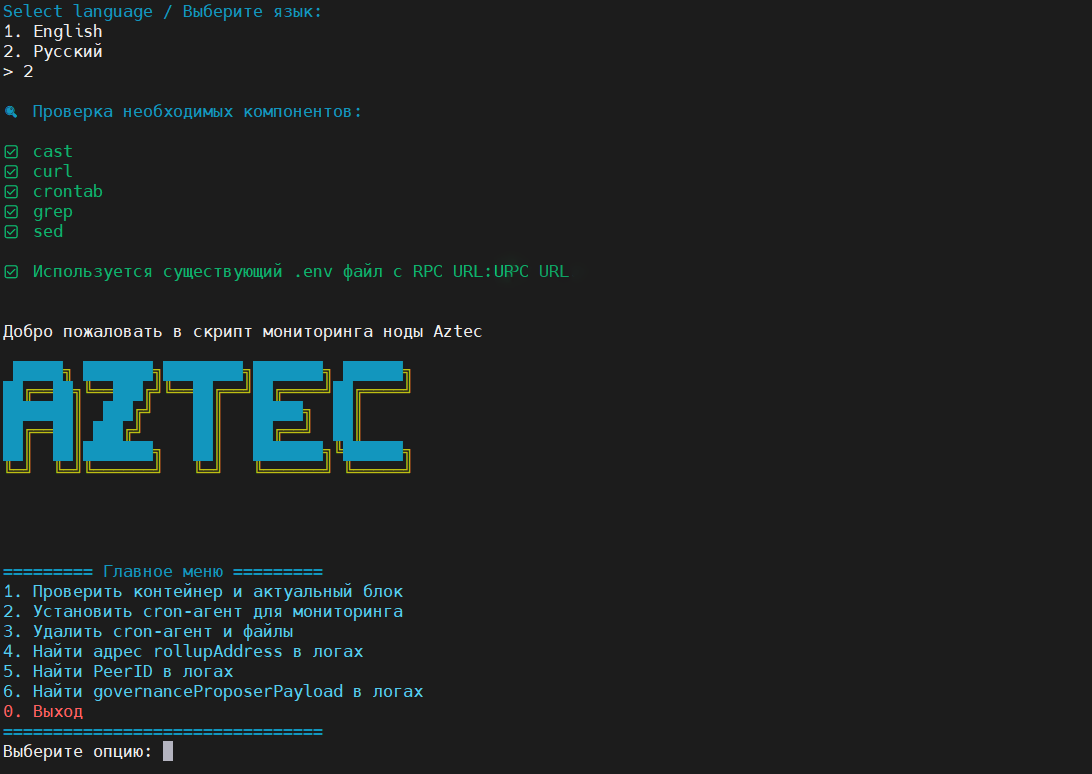 Select language / Выберите язык:
1. English
2. Русский
> 2
Проверка необходимых компонентов:
cast
curl
crontab
grep
sed
Используется существующий .env файл с RPC URL:
Добро пожаловать в скрипт мониторинга ноды Aztec
AZTEC
========= Главное меню =========
1. Проверить контейнер и актуальный блок
2. Установить cron-агент для мониторинга
3. Удалить cron-агент и файлы
4. Найти адрес rollupAddress в логах
5. Найти PeerID в логах
6. Найти governanceProposerPayload в логах
0. Выход
================================
Выберите опцию: